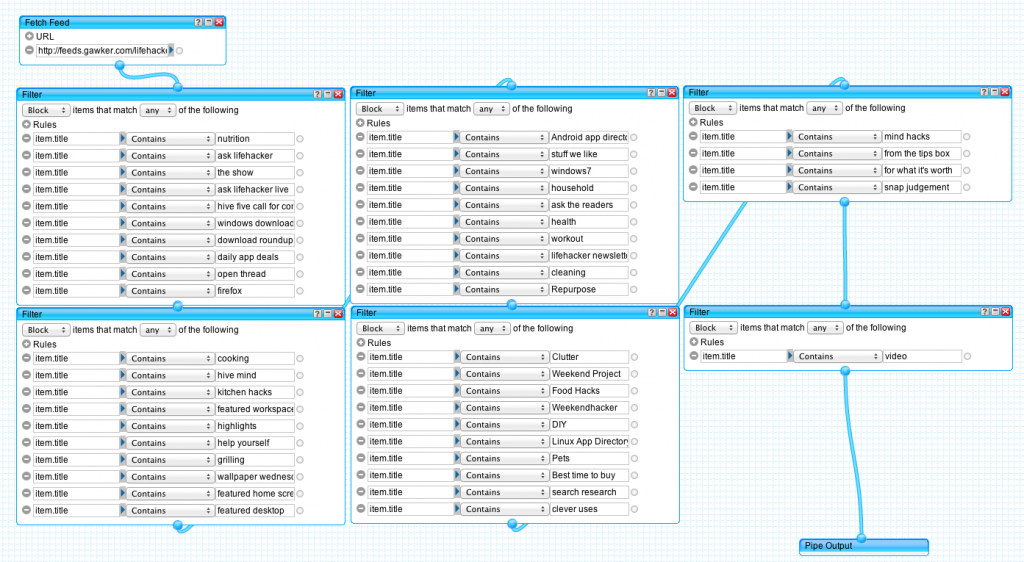 Fetch Feed
URL
http://feeds.gawker.com/lifehack
Filter
Block items that match any of the following
Rules
item.title Contains nutrition
item.title Contains ask lifehacker
item.title Contains the show
item.title Contains ask lifehacker live
item.title Contains hive five call for con
item.title Contains windows download
item.title Contains download roundup
item.title Contains daily app deals
item.title Contains open thread
item.title Contains firefox
Filter
Block items that match any of the following
Rules
item.title Contains cooking
item.title Contains hive mind
item.title Contains kitchen hacks
item.title Contains featured workspace
item.title Contains highlights
item.title Contains help yourself
item.title Contains grilling
item.title Contains wallpaper wednesd
item.title Contains featured home scre
item.title Contains featured desktop
Filter
Block items that match any of the following
Rules
item.title Contains Android app directo
item.title Contains stuff we like
item.title Contains windows7
item.title Contains household
item.title Contains ask the readers
item.title Contains health
item.title Contains workout
item.title Contains lifehacker newslett
item.title Contains cleaning
item.title Contains Repurpose
Filter
Block items that match any of the following
Rules
item.title Contains Clutter
item.title Contains Weekend Project
item.title Contains Food Hacks
item.title Contains Weekendhacker
item.title Contains DIY
item.title Contains Linux App Directory
item.title Contains Pets
item.title Contains Best time to buy
item.title Contains search research
item.title Contains clever uses
Filter
Block items that match any of the following
Rules
item.title Contains mind hacks
item.title Contains from the tips box
item.title Contains for what it's worth
item.title Contains snap judgement
Filter
Block items that match any of the following
Rules
item.title Contains video
Pipe Output